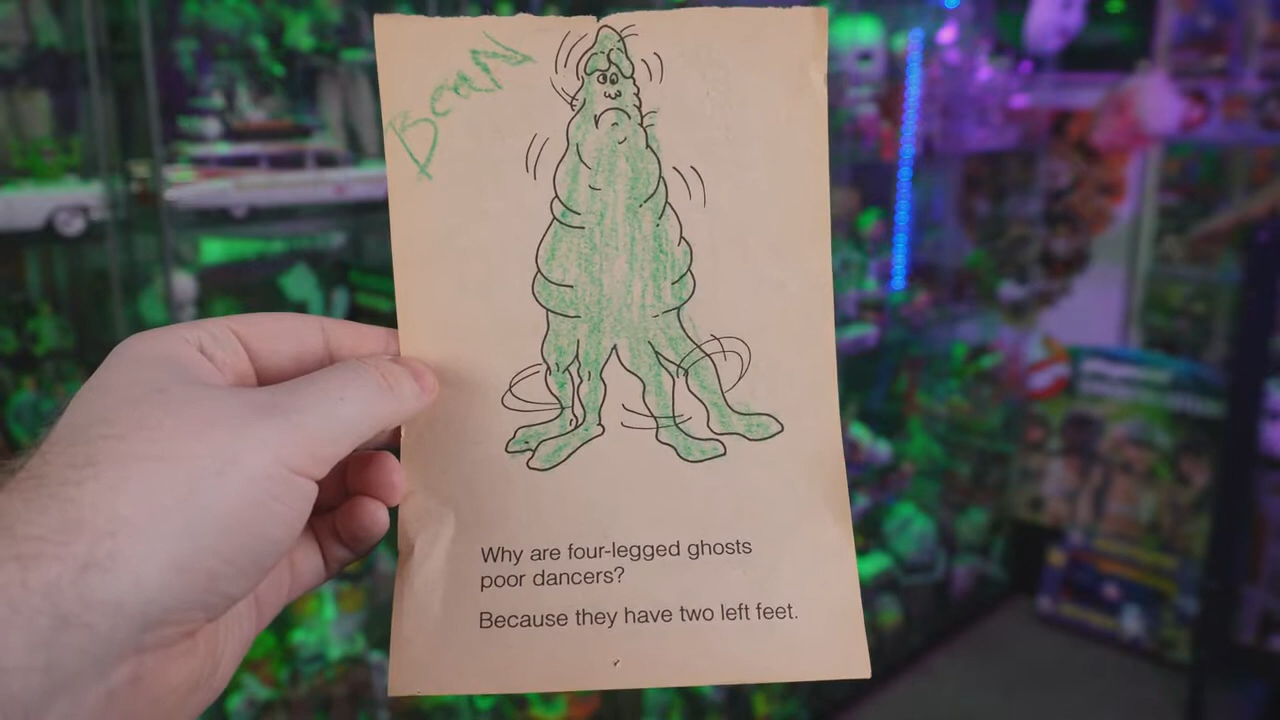 Bean
Why are four-legged ghosts
poor dancers?
Because they have two left feet.